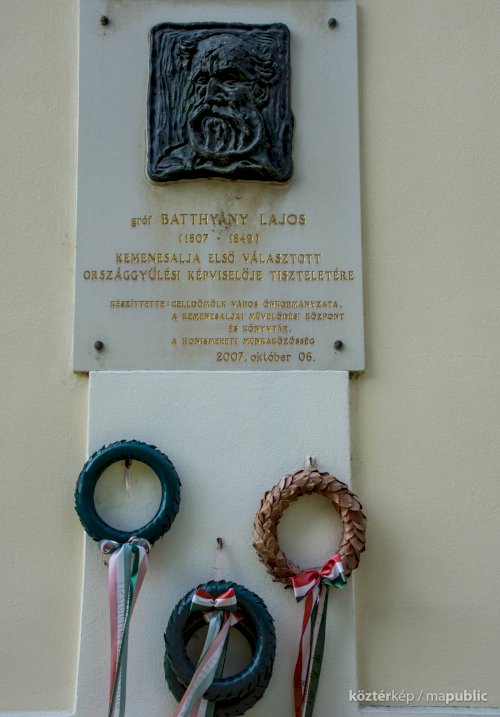 gróf BATTHYÁNY LAJOS
(1807 - 1849)
KEMENESALJA ELSŐ VÁLASZTOTT
ORSZÁGGYŰLÉSI KÉPVISELŐJE TISZTELETÉRE
KÉSZÍTTETTE: CELLDÖMÖLK VÁROS ÖNKORMÁNYZATA,
A KEMENESALJAI MŰVELŐDÉSI KÖZPONT
ÉS KÖNYVTÁR,
A HONISMERETI MUNKAKÖZÖSSÉG
2007. október 06.
köztérkép / mapublic